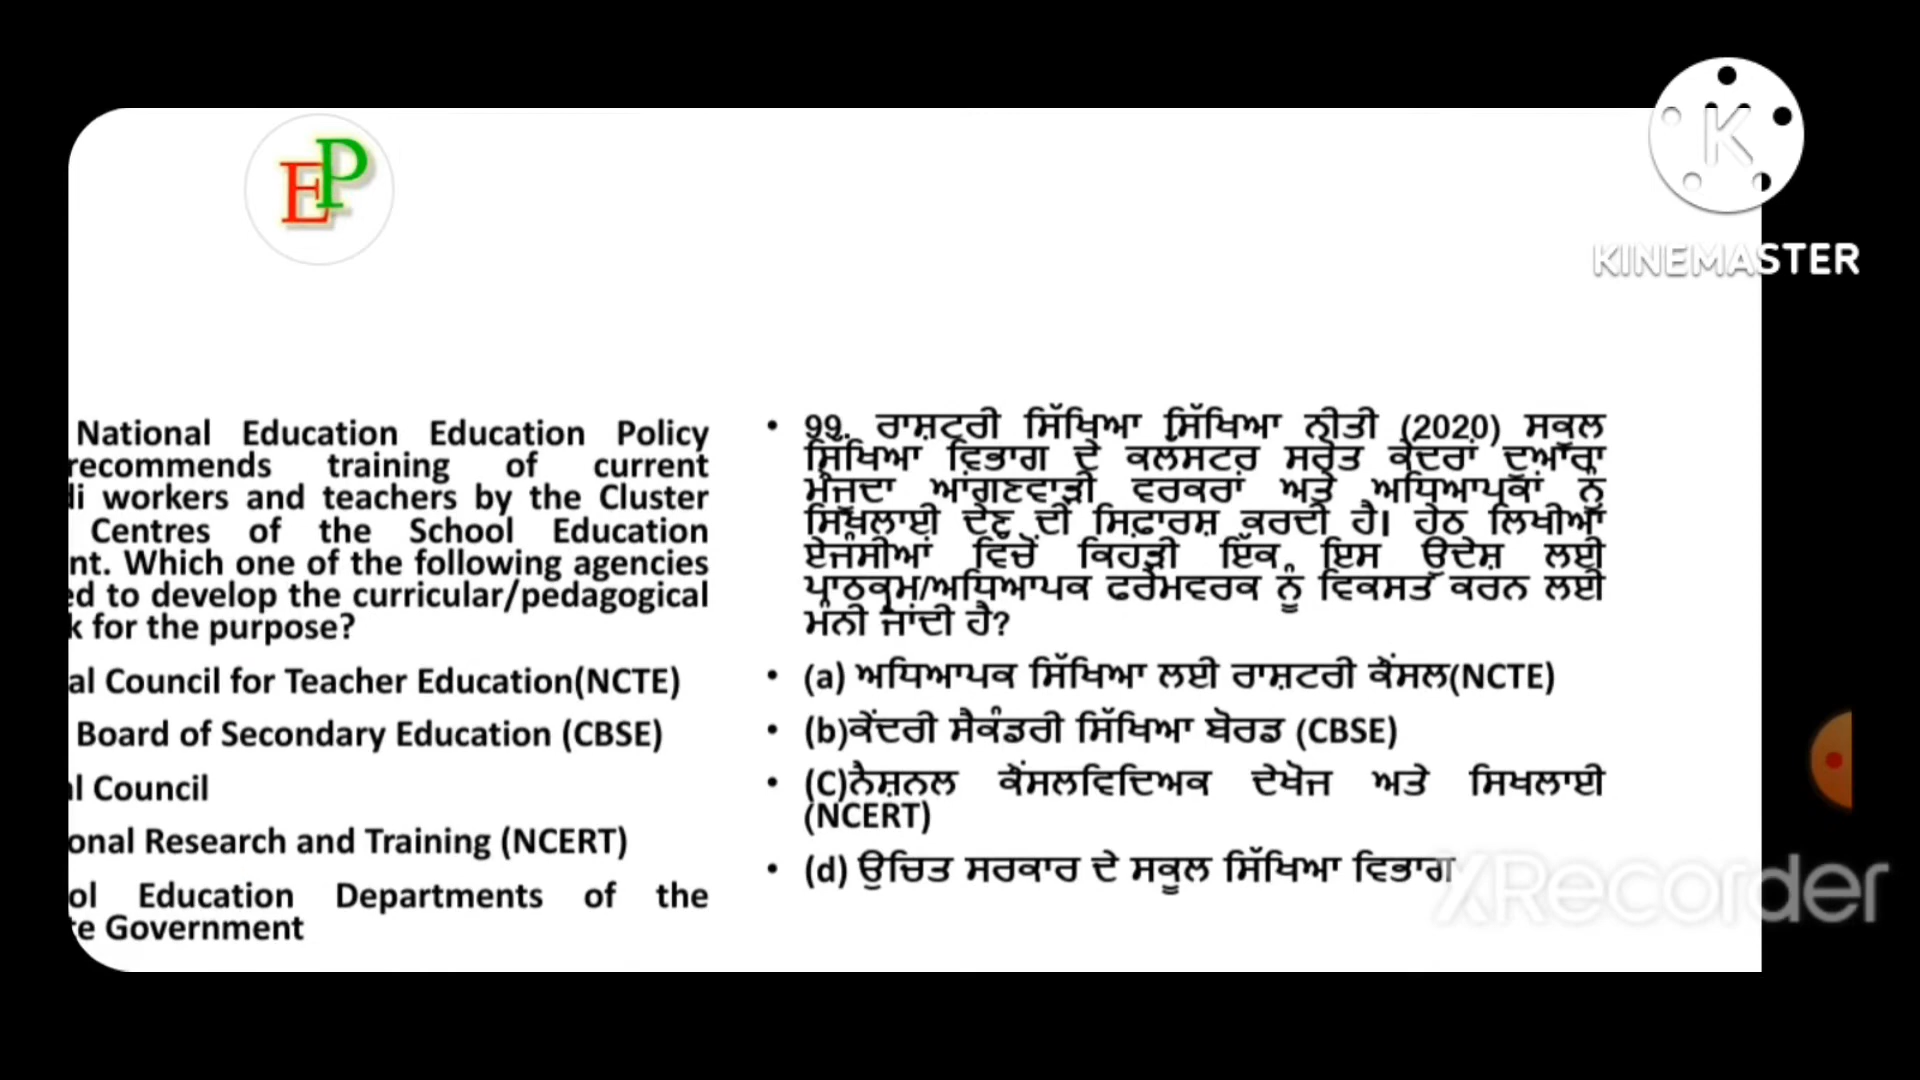 EP
K
KINEMASTER
National Education Education Policy
recommends training of current
workers and teachers by the Cluster
Centres of the School Education
nt. Which one of the following agencies
ed to develop the curricular/pedagogical
k for the purpose?
al Council for Teacher Education(NCTE)
Board of Secondary Education (CBSE)
l Council
onal Research and Training (NCERT)
ol Education Departments of the
e Government
• 99. ਰਾਸ਼ਟਰੀ ਸਿੱਖਿਆ ਸਿੱਖਿਆ ਨੀਤੀ (2020) ਸਕੂਲ
ਸਿੱਖਿਆ ਵਿਭਾਗ ਦੇ ਕਲੱਸਟਰ ਸਰੋਤ ਕੇਂਦਰਾਂ ਦੁਆਰਾ
ਮੌਜੂਦਾ ਆਂਗਣਵਾੜੀ ਵਰਕਰਾਂ ਅਤੇ ਅਧਿਆਪਕਾਂ ਨੂੰ
ਸਿਖਲਾਈ ਦੇਣ ਦੀ ਸਿਫ਼ਾਰਸ਼ ਕਰਦੀ ਹੈ। ਹੇਠ ਲਿਖੀਆਂ
ਏਜੰਸੀਆਂ ਵਿੱਚੋਂ ਕਿਹੜੀ ਇੱਕ ਇਸ ਉਦੇਸ਼ ਲਈ
ਪਾਠਕ੍ਰਮ/ਅਧਿਆਪਕ ਫਰੇਮਵਰਕ ਨੂੰ ਵਿਕਸਤ ਕਰਨ ਲਈ
ਮੰਨੀ ਜਾਂਦੀ ਹੈ?
• (a) ਅਧਿਆਪਕ ਸਿੱਖਿਆ ਲਈ ਰਾਸ਼ਟਰੀ ਕੌਂਸਲ(NCTE)
• (b)ਕੇਂਦਰੀ ਸੈਕੰਡਰੀ ਸਿੱਖਿਆ ਬੋਰਡ (CBSE)
• (C)ਨੈਸ਼ਨਲ ਕੌਂਸਲਵਿਦਿਅਕ ਦੇਖੋਜ ਅਤੇ ਸਿਖਲਾਈ
(NCERT)
• (d) ਉਚਿਤ ਸਰਕਾਰ ਦੇ ਸਕੂਲ ਸਿੱਖਿਆ ਵਿਭਾਗ
XRecorder